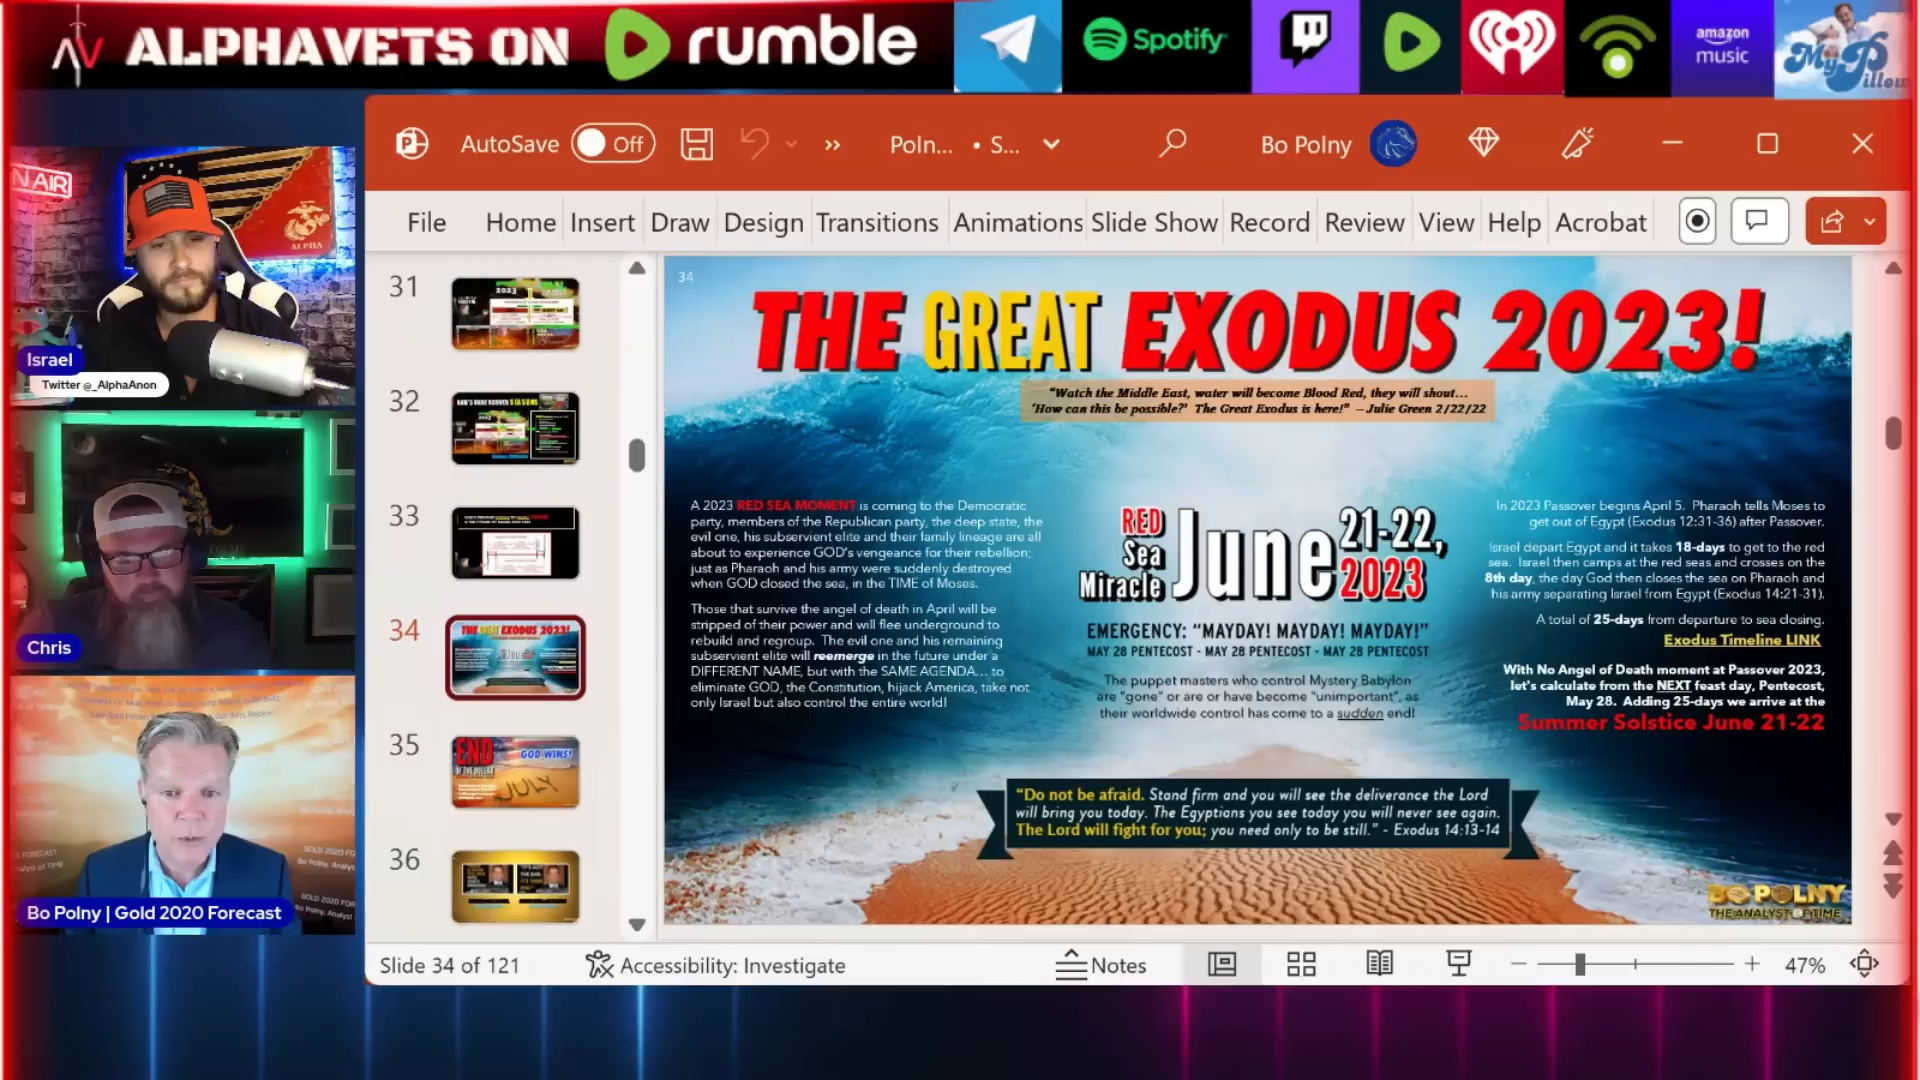 ALPHAVETS ON rumble
Spotify
amazon
music
MyPillow
N AIR
ALPHA
Israel
Twitter @_AlphaAnon
Chris
Bo Polny | Gold 2020 Forecast
AutoSave Off
Poln... • S...
Bo Polny
File Home Insert Draw Design Transitions Animations Slide Show Record Review View Help Acrobat
31
32
33
34
35
36
END
OF THE DOLLAR
GOD WINS!
JULY
34
THE GREAT EXODUS 2023!
"Watch the Middle East, water will become Blood Red, they will shout...
'How can this be possible?' The Great Exodus is here!" – Julie Green 2/22/22
A 2023 RED SEA MOMENT is coming to the Democratic
party, members of the Republican party, the deep state, the
evil one, his subservient elite and their family lineage are all
about to experience GOD's vengeance for their rebellion;
just as Pharaoh and his army were suddenly destroyed
when GOD closed the sea, in the TIME of Moses.
Those that survive the angel of death in April will be
stripped of their power and will flee underground to
rebuild and regroup. The evil one and his remaining
subservient elite will reemerge in the future under a
DIFFERENT NAME, but with the SAME AGENDA... to
eliminate GOD, the Constitution, hijack America, take not
only Israel but also control the entire world!
RED
Sea
Miracle
June 21-22,
2023
EMERGENCY: "MAYDAY! MAYDAY! MAYDAY!"
MAY 28 PENTECOST - MAY 28 PENTECOST - MAY 28 PENTECOST
The puppet masters who control Mystery Babylon
are "gone" or are or have become "unimportant", as
their worldwide control has come to a sudden end!
In 2023 Passover begins April 5. Pharaoh tells Moses to
get out of Egypt (Exodus 12:31-36) after Passover.
Israel depart Egypt and it takes 18-days to get to the red
sea. Israel then camps at the red seas and crosses on the
8th day, the day God then closes the sea on Pharaoh and
his army separating Israel from Egypt (Exodus 14:21-31).
A total of 25-days from departure to sea closing.
Exodus Timeline LINK
With No Angel of Death moment at Passover 2023,
let's calculate from the NEXT feast day, Pentecost,
May 28. Adding 25-days we arrive at the
Summer Solstice June 21-22
"Do not be afraid. Stand firm and you will see the deliverance the Lord
will bring you today. The Egyptians you see today you will never see again.
The Lord will fight for you; you need only to be still." - Exodus 14:13-14
BO POLNY
THE ANALYST OF TIME
Slide 34 of 121
Accessibility: Investigate
Notes
47%